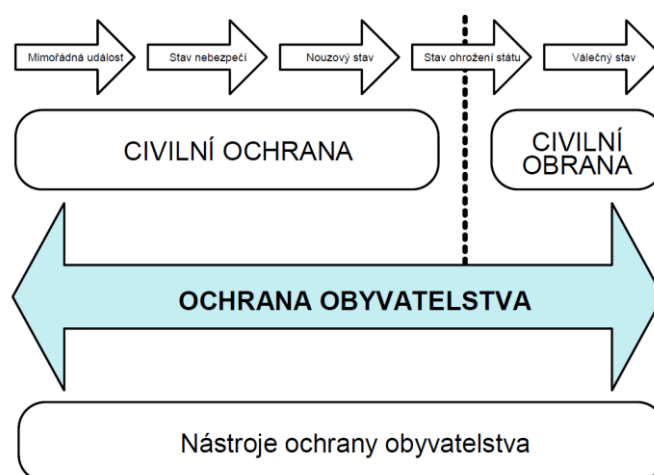 Mimořádná událost
Stav nebezpečí
Nouzový stav
Stav ohrožení státu
Válečný stav
CIVILNÍ OCHRANA
CIVILNÍ
OBRANA
OCHRANA OBYVATELSTVA
Nástroje ochrany obyvatelstva